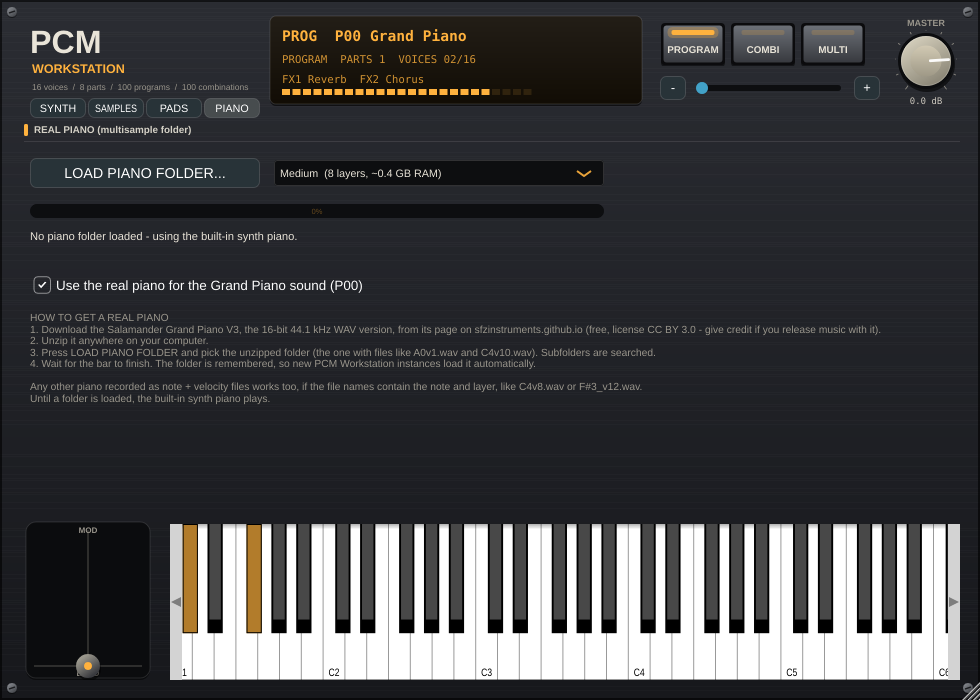 PCM
WORKSTATION
16 voices / 8 parts / 100 programs / 100 combinations
SYNTH SAMPLES PADS PIANO
PROG P00 Grand Piano
PROGRAM PARTS 1 VOICES 02/16
FX1 Reverb FX2 Chorus
PROGRAM COMBI MULTI
- +
MASTER
0.0 dB
REAL PIANO (multisample folder)
LOAD PIANO FOLDER...
Medium (8 layers, ~0.4 GB RAM)
0%
No piano folder loaded - using the built-in synth piano.
Use the real piano for the Grand Piano sound (P00)
HOW TO GET A REAL PIANO
1. Download the Salamander Grand Piano V3, the 16-bit 44.1 kHz WAV version, from its page on sfzinstruments.github.io (free, license CC BY 3.0 - give credit if you release music with it).
2. Unzip it anywhere on your computer.
3. Press LOAD PIANO FOLDER and pick the unzipped folder (the one with files like A0v1.wav and C4v10.wav). Subfolders are searched.
4. Wait for the bar to finish. The folder is remembered, so new PCM Workstation instances load it automatically.
Any other piano recorded as note + velocity files works too, if the file names contain the note and layer, like C4v8.wav or F#3_v12.wav.
Until a folder is loaded, the built-in synth piano plays.
MOD
1 C2 C3 C4 C5 C6